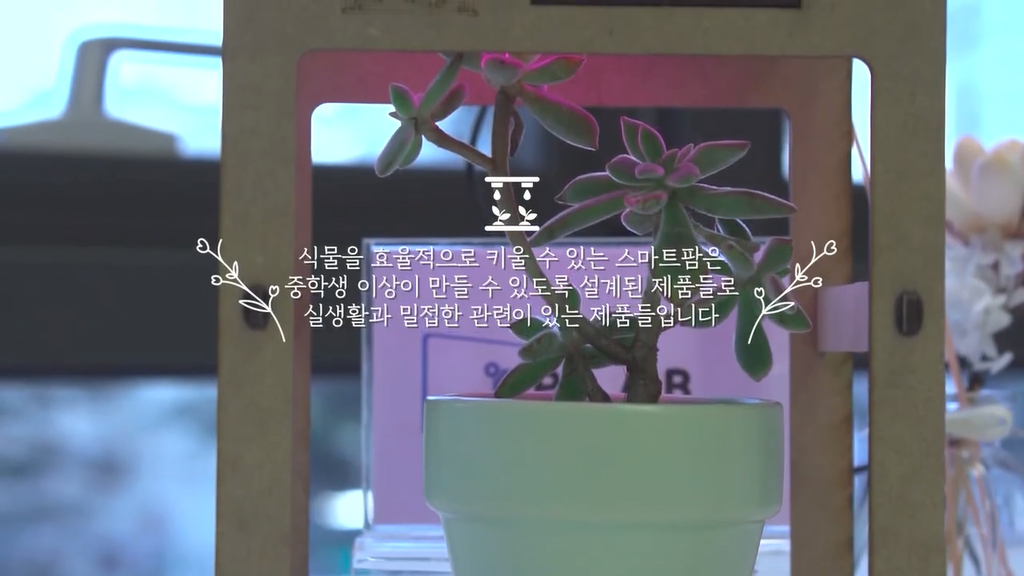 식물을 효율적으로 키울 수 있는 스마트팜은
중학생 이상이 만들 수 있도록 설계된 제품들로
실생활과 밀접한 관련이 있는 제품들입니다